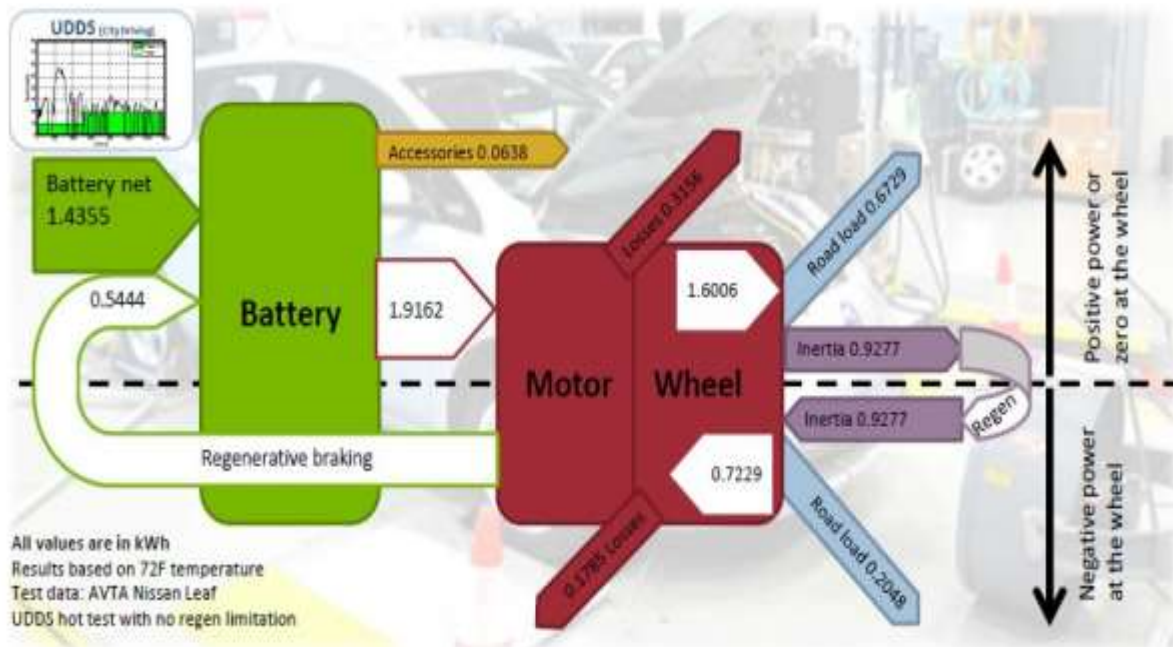 UDDS (City Driving)
Battery net
1.4355
Accessories 0.0638
Losses 0.3156
Road load 0.6729
0.5444
Battery
1.9162
1.6006
Inertia 0.9277
Motor
Wheel
Inertia 0.9277
Regen
Regenerative braking
0.7229
0.1785 Losses
Road load 0.2048
Positive power or
zero at the wheel
Negative power
at the wheel
All values are in kWh
Results based on 72F temperature
Test data: AVTA Nissan Leaf
UDDS hot test with no regen limitation